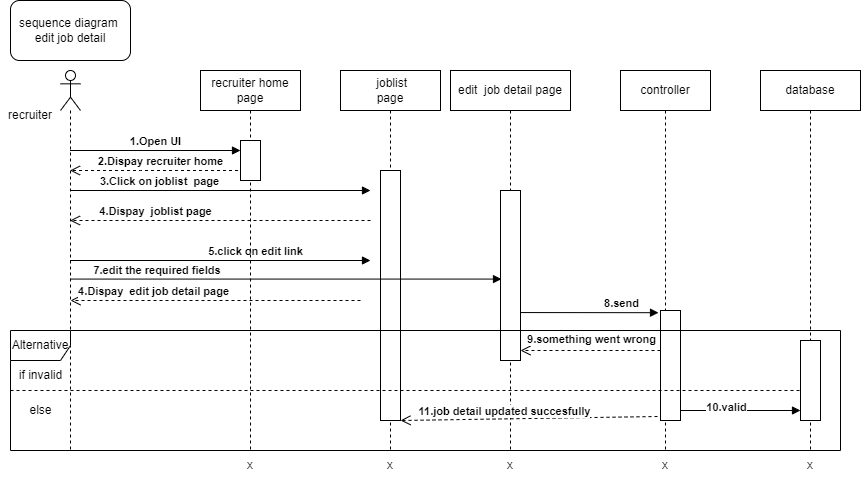 sequence diagram
edit job detail
recruiter home
page
joblist
page
edit job detail page
controller
database
recruiter
1.Open UI
2.Dispay recruiter home
3.Click on joblist page
4.Dispay joblist page
5.click on edit link
7.edit the required fields
4.Dispay edit job detail page
8.send
9.something went wrong
Alternative
if invalid
else
10.valid
11.job detail updated succesfully
X
X
X
X
X